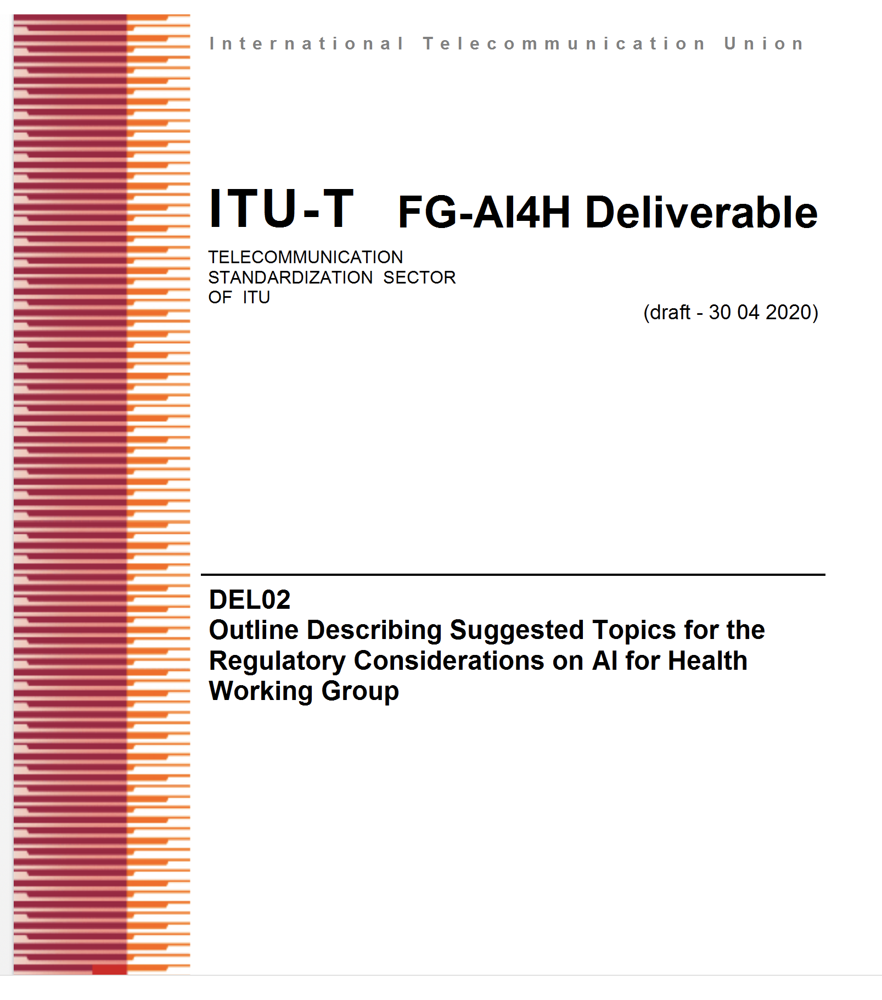 International Telecommunication Union
ITU-T FG-AI4H Deliverable
TELECOMMUNICATION
STANDARDIZATION SECTOR
OF ITU
(draft - 30 04 2020)
DEL02
Outline Describing Suggested Topics for the
Regulatory Considerations on AI for Health
Working Group